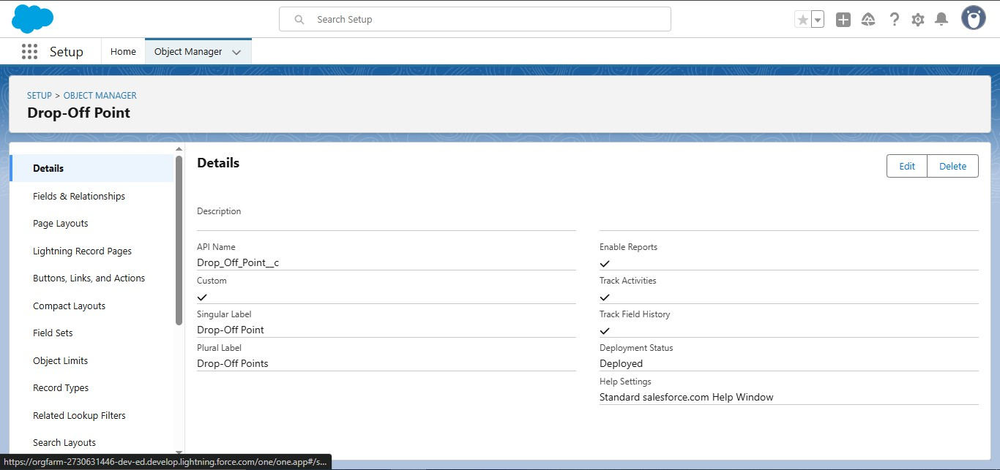 Search Setup
Setup
Home
Object Manager
SETUP > OBJECT MANAGER
Drop-Off Point
Details
Fields & Relationships
Page Layouts
Lightning Record Pages
Buttons, Links, and Actions
Compact Layouts
Field Sets
Object Limits
Record Types
Related Lookup Filters
Search Layouts
Details
Edit
Delete
Description
API Name
Drop_Off_Point__c
Custom
Singular Label
Drop-Off Point
Plural Label
Drop-Off Points
Enable Reports
Track Activities
Track Field History
Deployment Status
Deployed
Help Settings
Standard salesforce.com Help Window
https://orgfarm-2730631446-dev-ed.develop.lightning.force.com/one/one.app#/s...